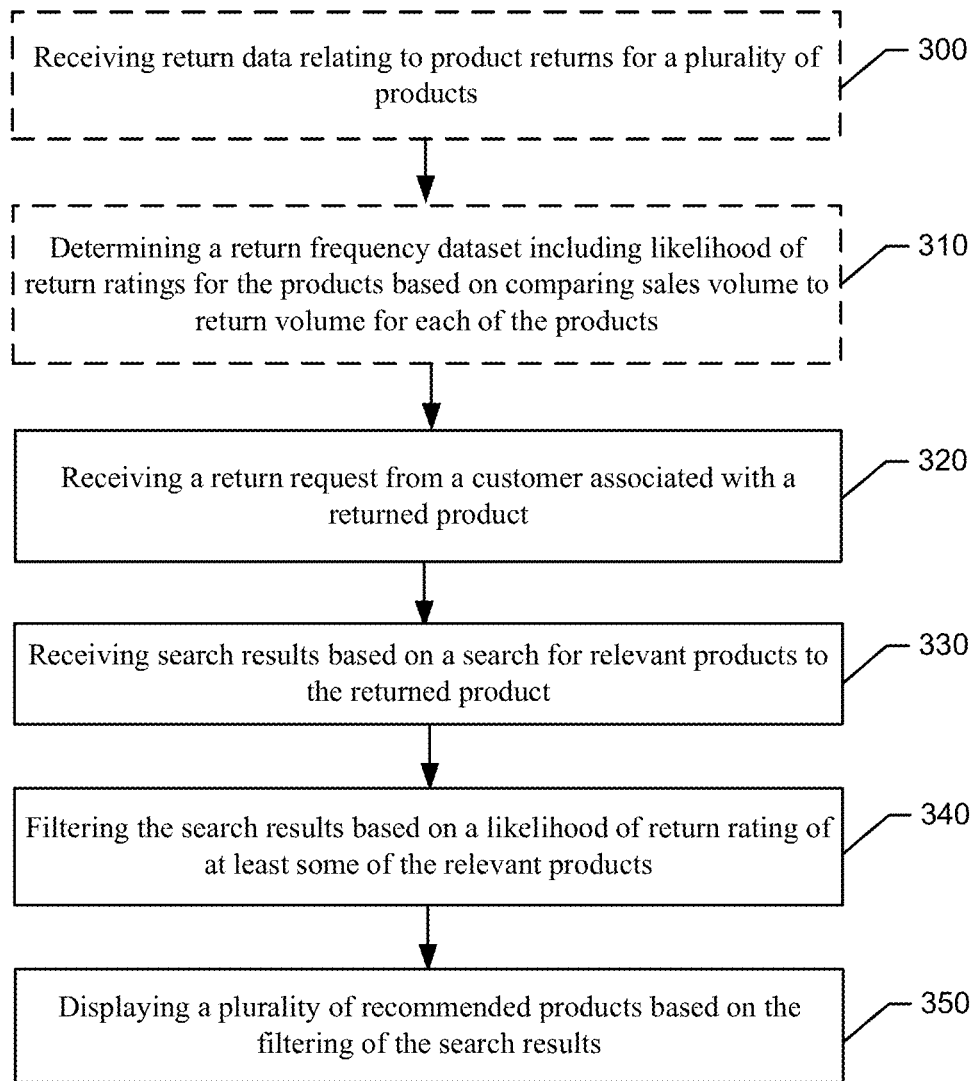 Receiving return data relating to product returns for a plurality of
products
300
Determining a return frequency dataset including likelihood of
return ratings for the products based on comparing sales volume to
return volume for each of the products
310
Receiving a return request from a customer associated with a
returned product
320
Receiving search results based on a search for relevant products to
the returned product
330
Filtering the search results based on a likelihood of return rating of
at least some of the relevant products
340
Displaying a plurality of recommended products based on the
filtering of the search results
350